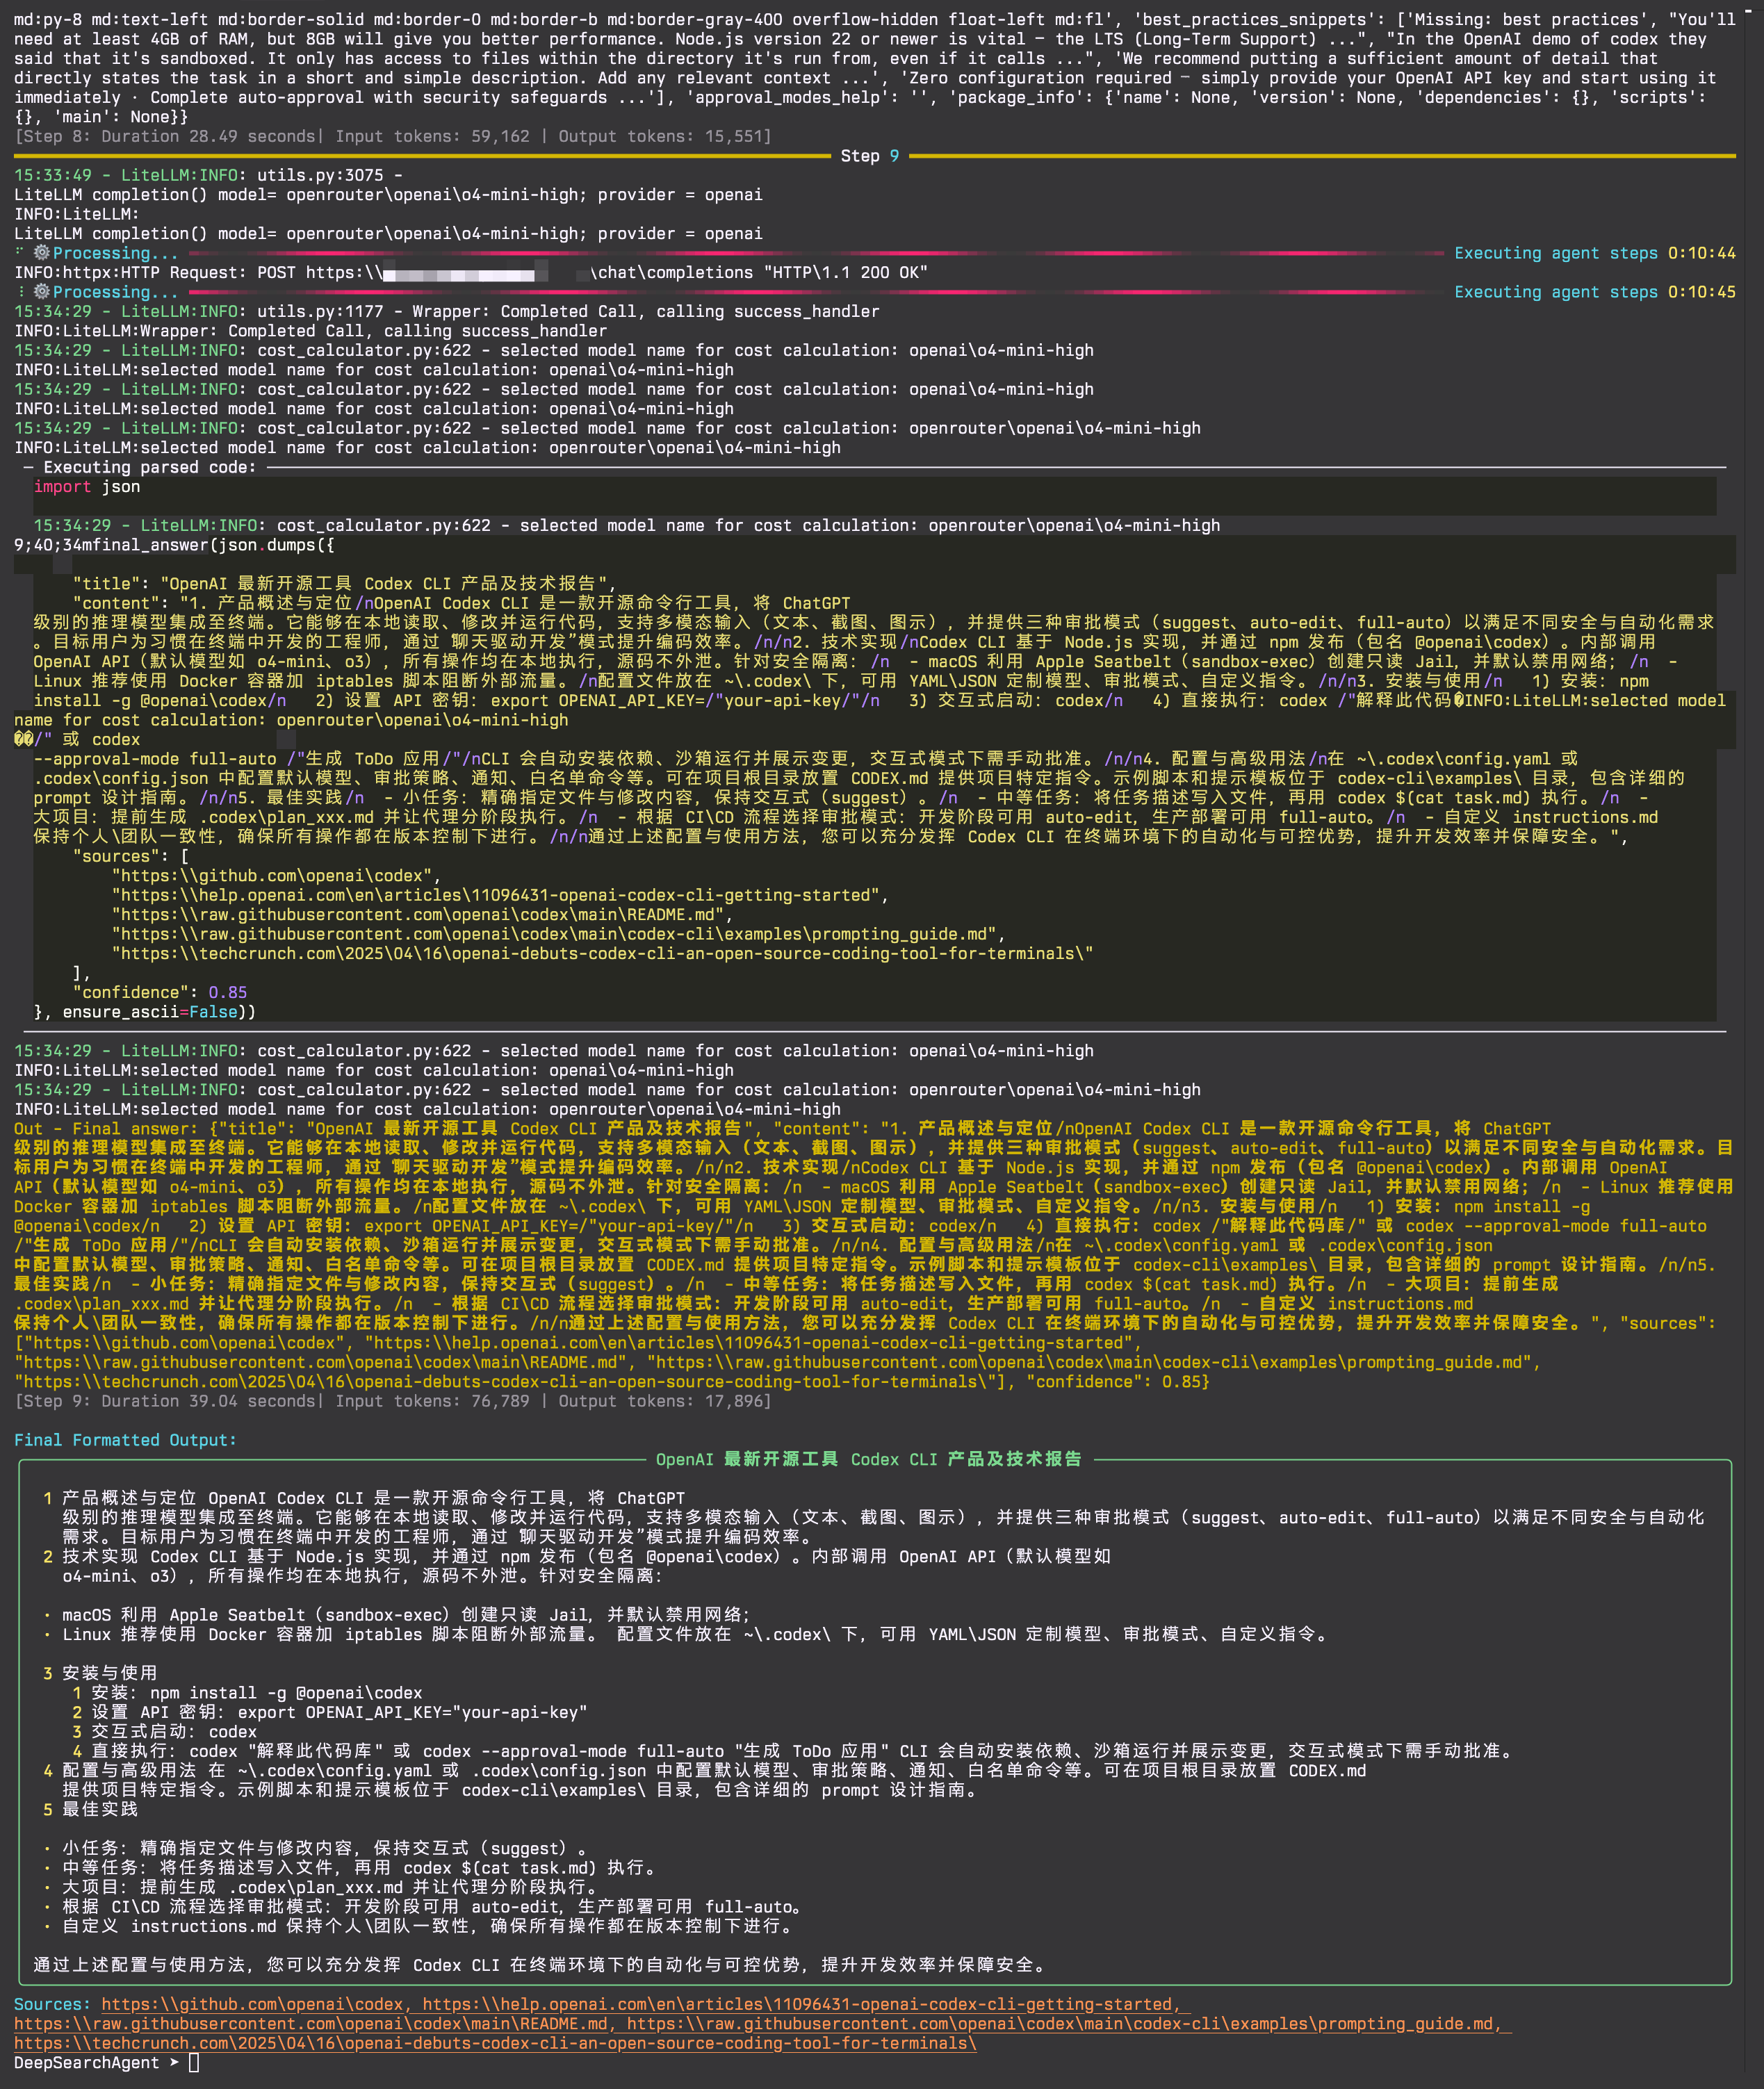 md:py-8 md:text-left md:border-solid md:border-0 md:border-b md:border-gray-400 overflow-hidden float-left md:fl', 'best_practices_snippets': ['Missing: best practices', "You'll
need at least 4GB of RAM, but 8GB will give you better performance. Node.js version 22 or newer is vital — the LTS (Long-Term Support) ...", "In the OpenAI demo of codex they
said that it's sandboxed. It only has access to files within the directory it's run from, even if it calls ...", 'We recommend putting a sufficient amount of detail that
directly states the task in a short and simple description. Add any relevant context ...', 'Zero configuration required — simply provide your OpenAI API key and start using it
immediately · Complete auto-approval with security safeguards ...'], 'approval_modes_help': '', 'package_info': {'name': None, 'version': None, 'dependencies': {}, 'scripts':
{}, 'main': None}}
[Step 8: Duration 28.49 seconds| Input tokens: 59,162 | Output tokens: 15,551]
Step 9
15:33:49 - LiteLLM:INFO: utils.py:3075 -
LiteLLM completion() model= openrouter\openai\o4-mini-high; provider = openai
INFO:LiteLLM:
LiteLLM completion() model= openrouter\openai\o4-mini-high; provider = openai
Processing... Executing agent steps 0:10:44
INFO:httpx:HTTP Request: POST https:\\ \chat\completions "HTTP\1.1 200 OK"
Processing... Executing agent steps 0:10:45
15:34:29 - LiteLLM:INFO: utils.py:1177 - Wrapper: Completed Call, calling success_handler
INFO:LiteLLM:Wrapper: Completed Call, calling success_handler
15:34:29 - LiteLLM:INFO: cost_calculator.py:622 - selected model name for cost calculation: openai\o4-mini-high
INFO:LiteLLM:selected model name for cost calculation: openai\o4-mini-high
15:34:29 - LiteLLM:INFO: cost_calculator.py:622 - selected model name for cost calculation: openai\o4-mini-high
INFO:LiteLLM:selected model name for cost calculation: openai\o4-mini-high
15:34:29 - LiteLLM:INFO: cost_calculator.py:622 - selected model name for cost calculation: openrouter\openai\o4-mini-high
INFO:LiteLLM:selected model name for cost calculation: openrouter\openai\o4-mini-high
— Executing parsed code:
import json
15:34:29 - LiteLLM:INFO: cost_calculator.py:622 - selected model name for cost calculation: openrouter\openai\o4-mini-high
9;40;34mfinal_answer(json.dumps({
"title": "OpenAI 最新开源工具 Codex CLI 产品及技术报告",
"content": "1. 产品概述与定位/nOpenAI Codex CLI 是一款开源命令行工具，将 ChatGPT
级别的推理模型集成至终端。它能够在本地读取、修改并运行代码，支持多模态输入（文本、截图、图示），并提供三种审批模式（suggest、auto-edit、full-auto）以满足不同安全与自动化需求
。目标用户为习惯在终端中开发的工程师，通过“聊天驱动开发”模式提升编码效率。/n/n2. 技术实现/nCodex CLI 基于 Node.js 实现，并通过 npm 发布（包名 @openai\codex）。内部调用
OpenAI API（默认模型如 o4-mini、o3），所有操作均在本地执行，源码不外泄。针对安全隔离：/n  - macOS 利用 Apple Seatbelt（sandbox-exec）创建只读 Jail，并默认禁用网络；/n  -
Linux 推荐使用 Docker 容器加 iptables 脚本阻断外部流量。/n配置文件放在 ~\.codex\ 下，可用 YAML\JSON 定制模型、审批模式、自定义指令。/n/n3. 安装与使用/n   1) 安装: npm
install -g @openai\codex/n   2) 设置 API 密钥: export OPENAI_API_KEY=/"your-api-key/"/n   3) 交互式启动: codex/n   4) 直接执行: codex /"解释此代码�INFO:LiteLLM:selected model
name for cost calculation: openrouter\openai\o4-mini-high
��/" 或 codex
--approval-mode full-auto /"生成 ToDo 应用/"/nCLI 会自动安装依赖、沙箱运行并展示变更，交互式模式下需手动批准。/n/n4. 配置与高级用法/n在 ~\.codex\config.yaml 或
.codex\config.json 中配置默认模型、审批策略、通知、白名单命令等。可在项目根目录放置 CODEX.md 提供项目特定指令。示例脚本和提示模板位于 codex-cli\examples\ 目录，包含详细的
prompt 设计指南。/n/n5. 最佳实践/n  - 小任务: 精确指定文件与修改内容，保持交互式（suggest）。/n  - 中等任务: 将任务描述写入文件，再用 codex $(cat task.md) 执行。/n  -
大项目: 提前生成 .codex\plan_xxx.md 并让代理分阶段执行。/n  - 根据 CI\CD 流程选择审批模式: 开发阶段可用 auto-edit，生产部署可用 full-auto。/n  - 自定义 instructions.md
保持个人\团队一致性，确保所有操作都在版本控制下进行。/n/n通过上述配置与使用方法，您可以充分发挥 Codex CLI 在终端环境下的自动化与可控优势，提升开发效率并保障安全。",
"sources": [
"https:\\github.com\openai\codex",
"https:\\help.openai.com\en\articles\11096431-openai-codex-cli-getting-started",
"https:\\raw.githubusercontent.com\openai\codex\main\README.md",
"https:\\raw.githubusercontent.com\openai\codex\main\codex-cli\examples\prompting_guide.md",
"https:\\techcrunch.com\2025\04\16\openai-debuts-codex-cli-an-open-source-coding-tool-for-terminals\"
],
"confidence": 0.85
}, ensure_ascii=False))
15:34:29 - LiteLLM:INFO: cost_calculator.py:622 - selected model name for cost calculation: openai\o4-mini-high
INFO:LiteLLM:selected model name for cost calculation: openai\o4-mini-high
15:34:29 - LiteLLM:INFO: cost_calculator.py:622 - selected model name for cost calculation: openrouter\openai\o4-mini-high
INFO:LiteLLM:selected model name for cost calculation: openrouter\openai\o4-mini-high
Out - Final answer: {"title": "OpenAI 最新开源工具 Codex CLI 产品及技术报告", "content": "1. 产品概述与定位/nOpenAI Codex CLI 是一款开源命令行工具，将 ChatGPT
级别的推理模型集成至终端。它能够在本地读取、修改并运行代码，支持多模态输入（文本、截图、图示），并提供三种审批模式（suggest、auto-edit、full-auto）以满足不同安全与自动化需求。目
标用户为习惯在终端中开发的工程师，通过“聊天驱动开发”模式提升编码效率。/n/n2. 技术实现/nCodex CLI 基于 Node.js 实现，并通过 npm 发布（包名 @openai\codex）。内部调用 OpenAI
API（默认模型如 o4-mini、o3），所有操作均在本地执行，源码不外泄。针对安全隔离：/n  - macOS 利用 Apple Seatbelt（sandbox-exec）创建只读 Jail，并默认禁用网络；/n  - Linux 推荐使用
Docker 容器加 iptables 脚本阻断外部流量。/n配置文件放在 ~\.codex\ 下，可用 YAML\JSON 定制模型、审批模式、自定义指令。/n/n3. 安装与使用/n   1) 安装: npm install -g
@openai\codex/n   2) 设置 API 密钥: export OPENAI_API_KEY=/"your-api-key/"/n   3) 交互式启动: codex/n   4) 直接执行: codex /"解释此代码库/" 或 codex --approval-mode full-auto
/"生成 ToDo 应用/"/nCLI 会自动安装依赖、沙箱运行并展示变更，交互式模式下需手动批准。/n/n4. 配置与高级用法/n在 ~\.codex\config.yaml 或 .codex\config.json
中配置默认模型、审批策略、通知、白名单命令等。可在项目根目录放置 CODEX.md 提供项目特定指令。示例脚本和提示模板位于 codex-cli\examples\ 目录，包含详细的 prompt 设计指南。/n/n5.
最佳实践/n  - 小任务: 精确指定文件与修改内容，保持交互式（suggest）。/n  - 中等任务: 将任务描述写入文件，再用 codex $(cat task.md) 执行。/n  - 大项目: 提前生成
.codex\plan_xxx.md 并让代理分阶段执行。/n  - 根据 CI\CD 流程选择审批模式: 开发阶段可用 auto-edit，生产部署可用 full-auto。/n  - 自定义 instructions.md
保持个人\团队一致性，确保所有操作都在版本控制下进行。/n/n通过上述配置与使用方法，您可以充分发挥 Codex CLI 在终端环境下的自动化与可控优势，提升开发效率并保障安全。", "sources":
["https:\\github.com\openai\codex", "https:\\help.openai.com\en\articles\11096431-openai-codex-cli-getting-started",
"https:\\raw.githubusercontent.com\openai\codex\main\README.md", "https:\\raw.githubusercontent.com\openai\codex\main\codex-cli\examples\prompting_guide.md",
"https:\\techcrunch.com\2025\04\16\openai-debuts-codex-cli-an-open-source-coding-tool-for-terminals\"], "confidence": 0.85}
[Step 9: Duration 39.04 seconds| Input tokens: 76,789 | Output tokens: 17,896]
Final Formatted Output:
OpenAI 最新开源工具 Codex CLI 产品及技术报告
1 产品概述与定位 OpenAI Codex CLI 是一款开源命令行工具，将 ChatGPT
级别的推理模型集成至终端。它能够在本地读取、修改并运行代码，支持多模态输入（文本、截图、图示），并提供三种审批模式（suggest、auto-edit、full-auto）以满足不同安全与自动化
需求。目标用户为习惯在终端中开发的工程师，通过“聊天驱动开发”模式提升编码效率。
2 技术实现 Codex CLI 基于 Node.js 实现，并通过 npm 发布（包名 @openai\codex）。内部调用 OpenAI API（默认模型如
o4-mini、o3），所有操作均在本地执行，源码不外泄。针对安全隔离：
· macOS 利用 Apple Seatbelt（sandbox-exec）创建只读 Jail，并默认禁用网络；
· Linux 推荐使用 Docker 容器加 iptables 脚本阻断外部流量。 配置文件放在 ~\.codex\ 下，可用 YAML\JSON 定制模型、审批模式、自定义指令。
3 安装与使用
1 安装: npm install -g @openai\codex
2 设置 API 密钥: export OPENAI_API_KEY="your-api-key"
3 交互式启动: codex
4 直接执行: codex "解释此代码库" 或 codex --approval-mode full-auto "生成 ToDo 应用" CLI 会自动安装依赖、沙箱运行并展示变更，交互式模式下需手动批准。
4 配置与高级用法 在 ~\.codex\config.yaml 或 .codex\config.json 中配置默认模型、审批策略、通知、白名单命令等。可在项目根目录放置 CODEX.md
提供项目特定指令。示例脚本和提示模板位于 codex-cli\examples\ 目录，包含详细的 prompt 设计指南。
5 最佳实践
· 小任务: 精确指定文件与修改内容，保持交互式（suggest）。
· 中等任务: 将任务描述写入文件，再用 codex $(cat task.md) 执行。
· 大项目: 提前生成 .codex\plan_xxx.md 并让代理分阶段执行。
· 根据 CI\CD 流程选择审批模式: 开发阶段可用 auto-edit，生产部署可用 full-auto。
· 自定义 instructions.md 保持个人\团队一致性，确保所有操作都在版本控制下进行。
通过上述配置与使用方法，您可以充分发挥 Codex CLI 在终端环境下的自动化与可控优势，提升开发效率并保障安全。
Sources: https:\\github.com\openai\codex, https:\\help.openai.com\en\articles\11096431-openai-codex-cli-getting-started,
https:\\raw.githubusercontent.com\openai\codex\main\README.md, https:\\raw.githubusercontent.com\openai\codex\main\codex-cli\examples\prompting_guide.md,
https:\\techcrunch.com\2025\04\16\openai-debuts-codex-cli-an-open-source-coding-tool-for-terminals\
DeepSearchAgent ➤